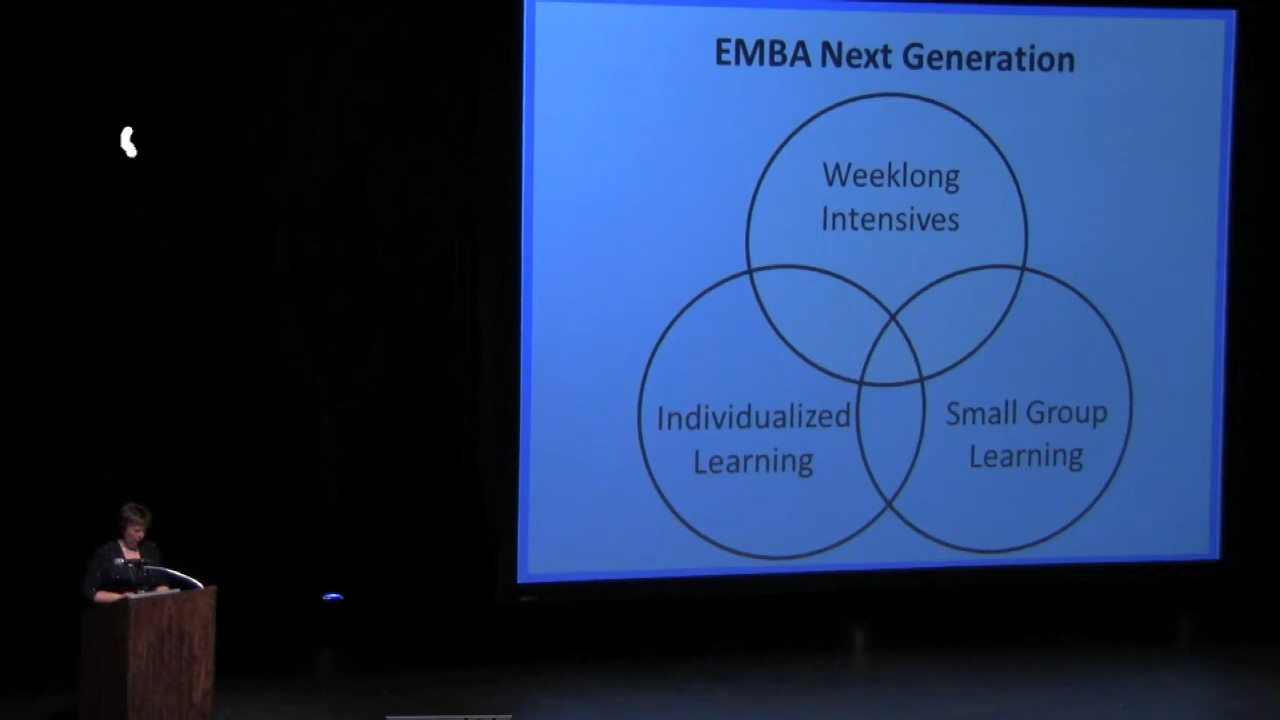 EMBA Next Generation
Weeklong
Intensives
Individualized
Learning
Small Group
Learning